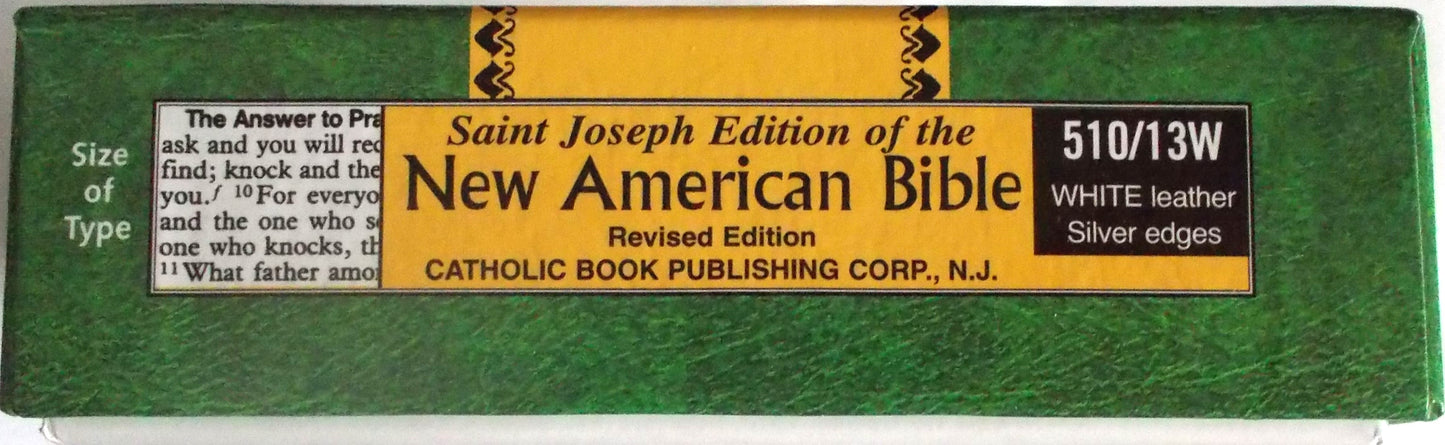 Size
of
Type
The Answer to Pra
ask and you will rec
find; knock and the
you.f 10 For everyo
and the one who se
one who knocks, th
11 What father amon
Saint Joseph Edition of the
New American Bible
Revised Edition
CATHOLIC BOOK PUBLISHING CORP., N.J.
510/13W
WHITE leather
Silver edges